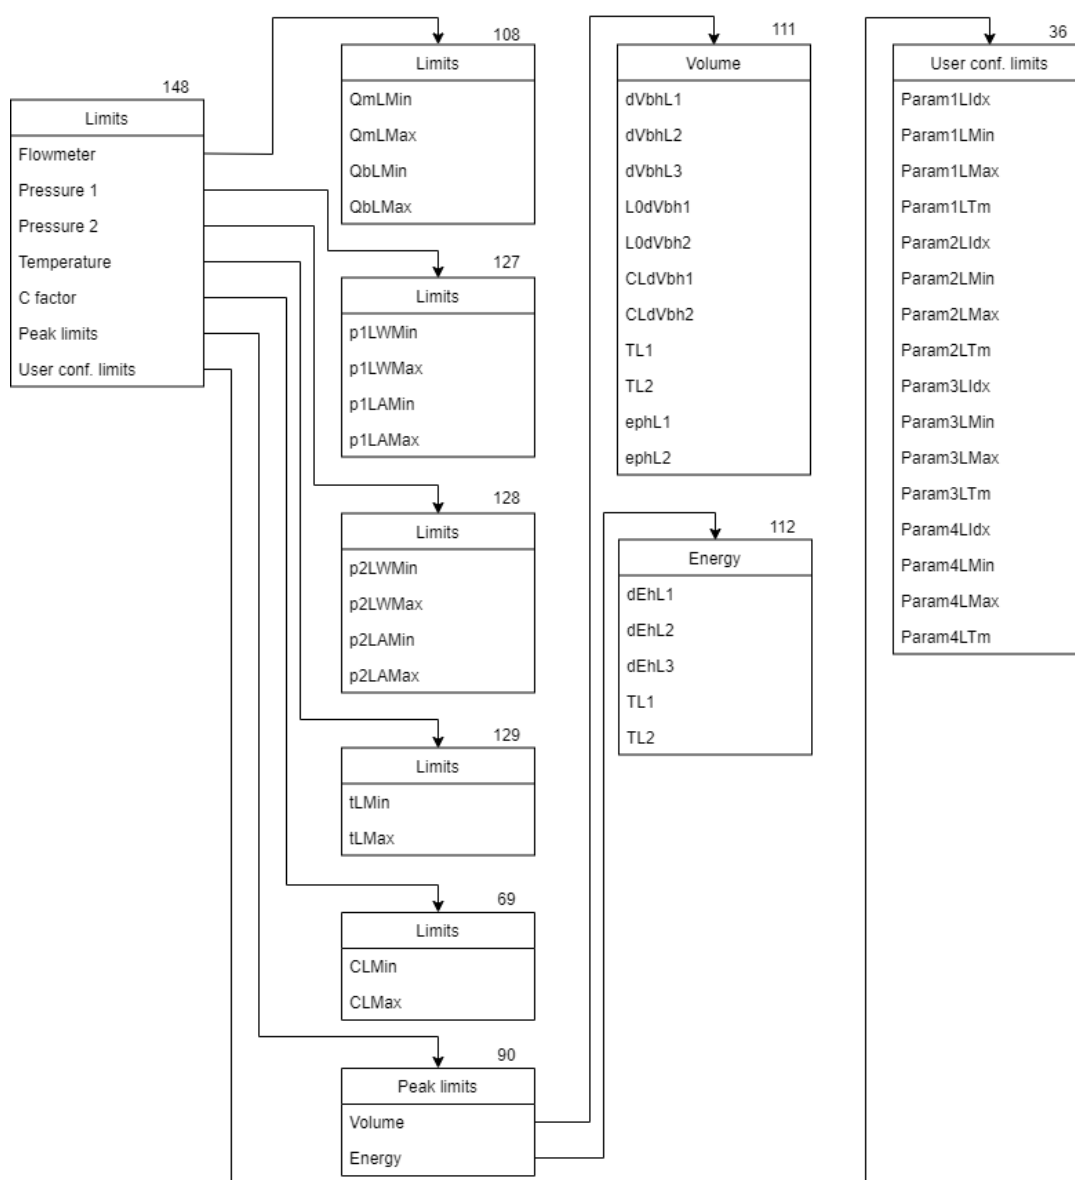 148
Limits
Flowmeter
Pressure 1
Pressure 2
Temperature
C factor
Peak limits
User conf. limits
108
Limits
QmLMin
QmLMax
QbLMin
QbLMax
127
Limits
p1LWMin
p1LWMax
p1LAMin
p1LAMax
128
Limits
p2LWMin
p2LWMax
p2LAMin
p2LAMax
129
Limits
tLMin
tLMax
69
Limits
CLMin
CLMax
90
Peak limits
Volume
Energy
111
Volume
dVbhL1
dVbhL2
dVbhL3
L0dVbh1
L0dVbh2
CLdVbh1
CLdVbh2
TL1
TL2
ephL1
ephL2
112
Energy
dEhL1
dEhL2
dEhL3
TL1
TL2
36
User conf. limits
Param1LIdx
Param1LMin
Param1LMax
Param1LTm
Param2LIdx
Param2LMin
Param2LMax
Param2LTm
Param3LIdx
Param3LMin
Param3LMax
Param3LTm
Param4LIdx
Param4LMin
Param4LMax
Param4LTm